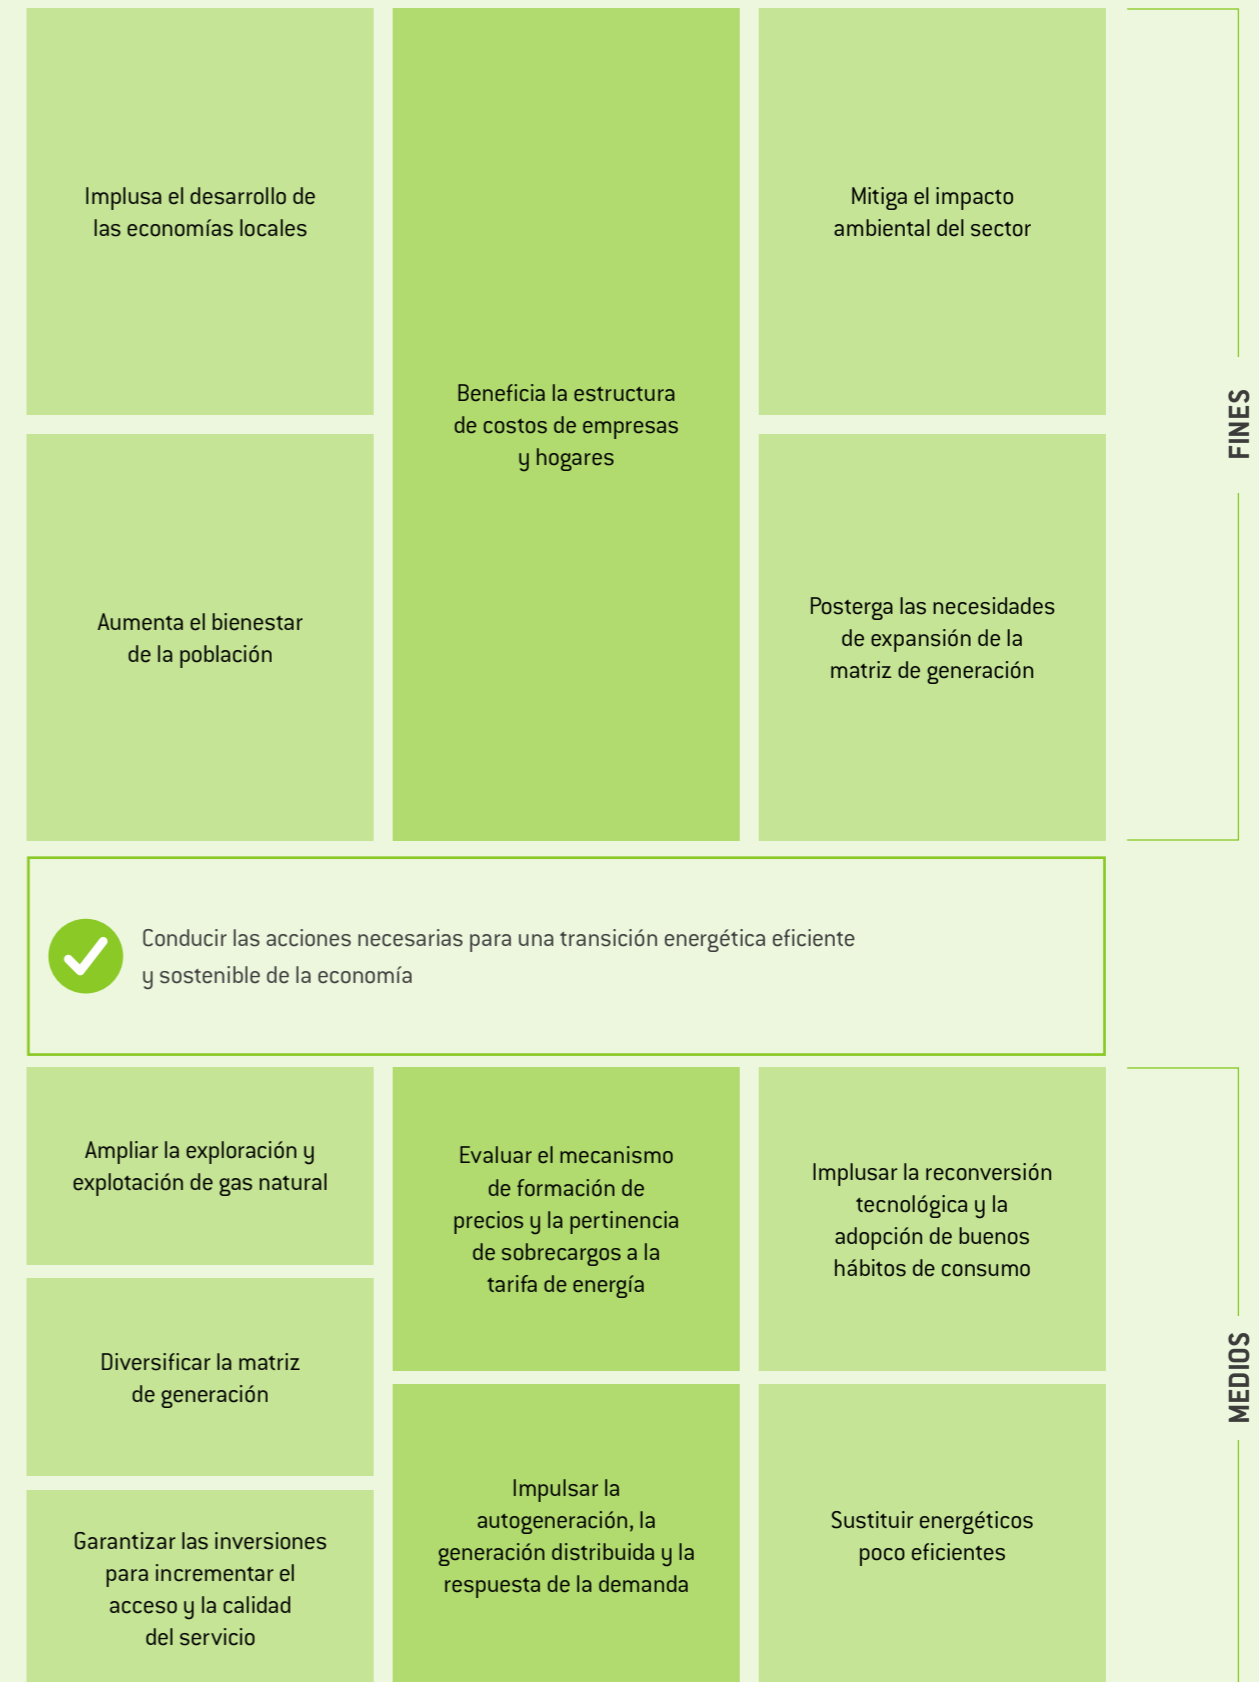 Implusa el desarrollo de
las economías locales
Aumenta el bienestar
de la población
Beneficia la estructura
de costos de empresas
y hogares
Mitiga el impacto
ambiental del sector
Posterga las necesidades
de expansión de la
matriz de generación
FINES
Conducir las acciones necesarias para una transición energética eficiente
y sostenible de la economía
Ampliar la exploración y
explotación de gas natural
Diversificar la matriz
de generación
Garantizar las inversiones
para incrementar el
acceso y la calidad
del servicio
Evaluar el mecanismo
de formación de
precios y la pertinencia
de sobrecargos a la
tarifa de energía
Impulsar la
autogeneración, la
generación distribuida y la
respuesta de la demanda
Implusar la reconversión
tecnológica y la
adopción de buenos
hábitos de consumo
Sustituir energéticos
poco eficientes
MEDIOS